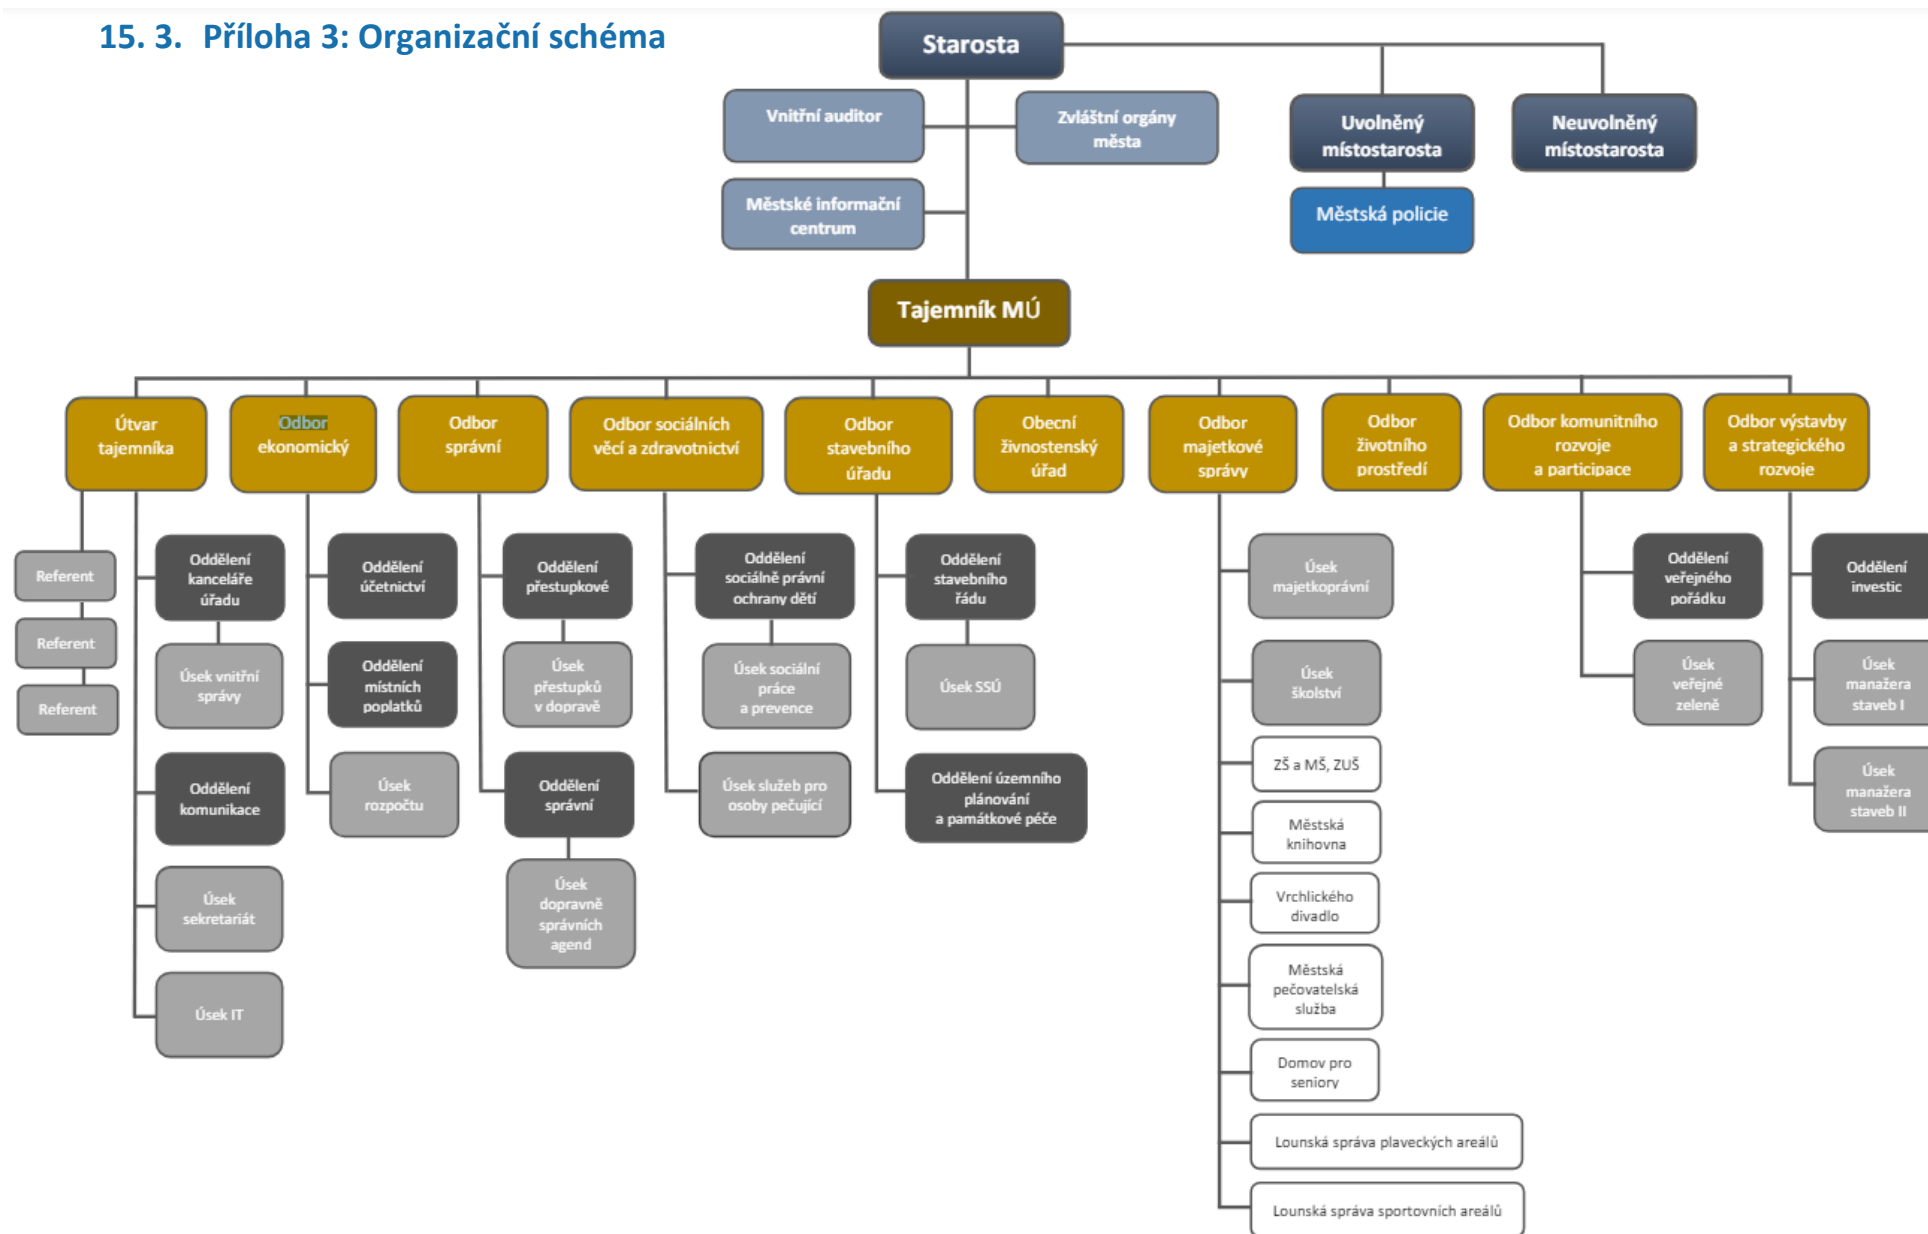 15. 3. Příloha 3: Organizační schéma
Starosta
Vnitřní auditor
Zvláštní orgány
města
Uvolněný
místostarosta
Neuvolněný
místostarosta
Městské informační
centrum
Městská policie
Tajemník MÚ
Útvar
tajemníka
Odbor
ekonomický
Odbor
správní
Odbor sociálních
věcí a zdravotnictví
Odbor
stavebního
úřadu
Obecní
živnostenský
úřad
Odbor
majetkové
správy
Odbor
životního
prostředí
Odbor komunitního
rozvoje
a participace
Odbor výstavby
a strategického
rozvoje
Referent
Referent
Referent
Oddělení
kanceláře
úřadu
Úsek vnitřní
správy
Oddělení
komunikace
Úsek
sekretariát
Úsek IT
Oddělení
účetnictví
Oddělení
místních
poplatků
Úsek
rozpočtu
Oddělení
přestupkové
Úsek
přestupků
v dopravě
Oddělení
správní
Úsek
dopravně
správních
agend
Oddělení
sociálně právní
ochrany dětí
Úsek sociální
práce
a prevence
Úsek služeb pro
osoby pečující
Oddělení
stavebního
řádu
Úsek SSÚ
Oddělení územního
plánování
a památkové péče
Úsek
majetkoprávní
Úsek
školství
ZŠ a MŠ, ZUŠ
Městská
knihovna
Vrchlického
divadlo
Městská
pečovatelská
služba
Domov pro
seniory
Lounská správa plaveckých areálů
Lounská správa sportovních areálů
Oddělení
veřejného
pořádku
Úsek
veřejné
zeleně
Oddělení
investic
Úsek
manažera
staveb I
Úsek
manažera
staveb II